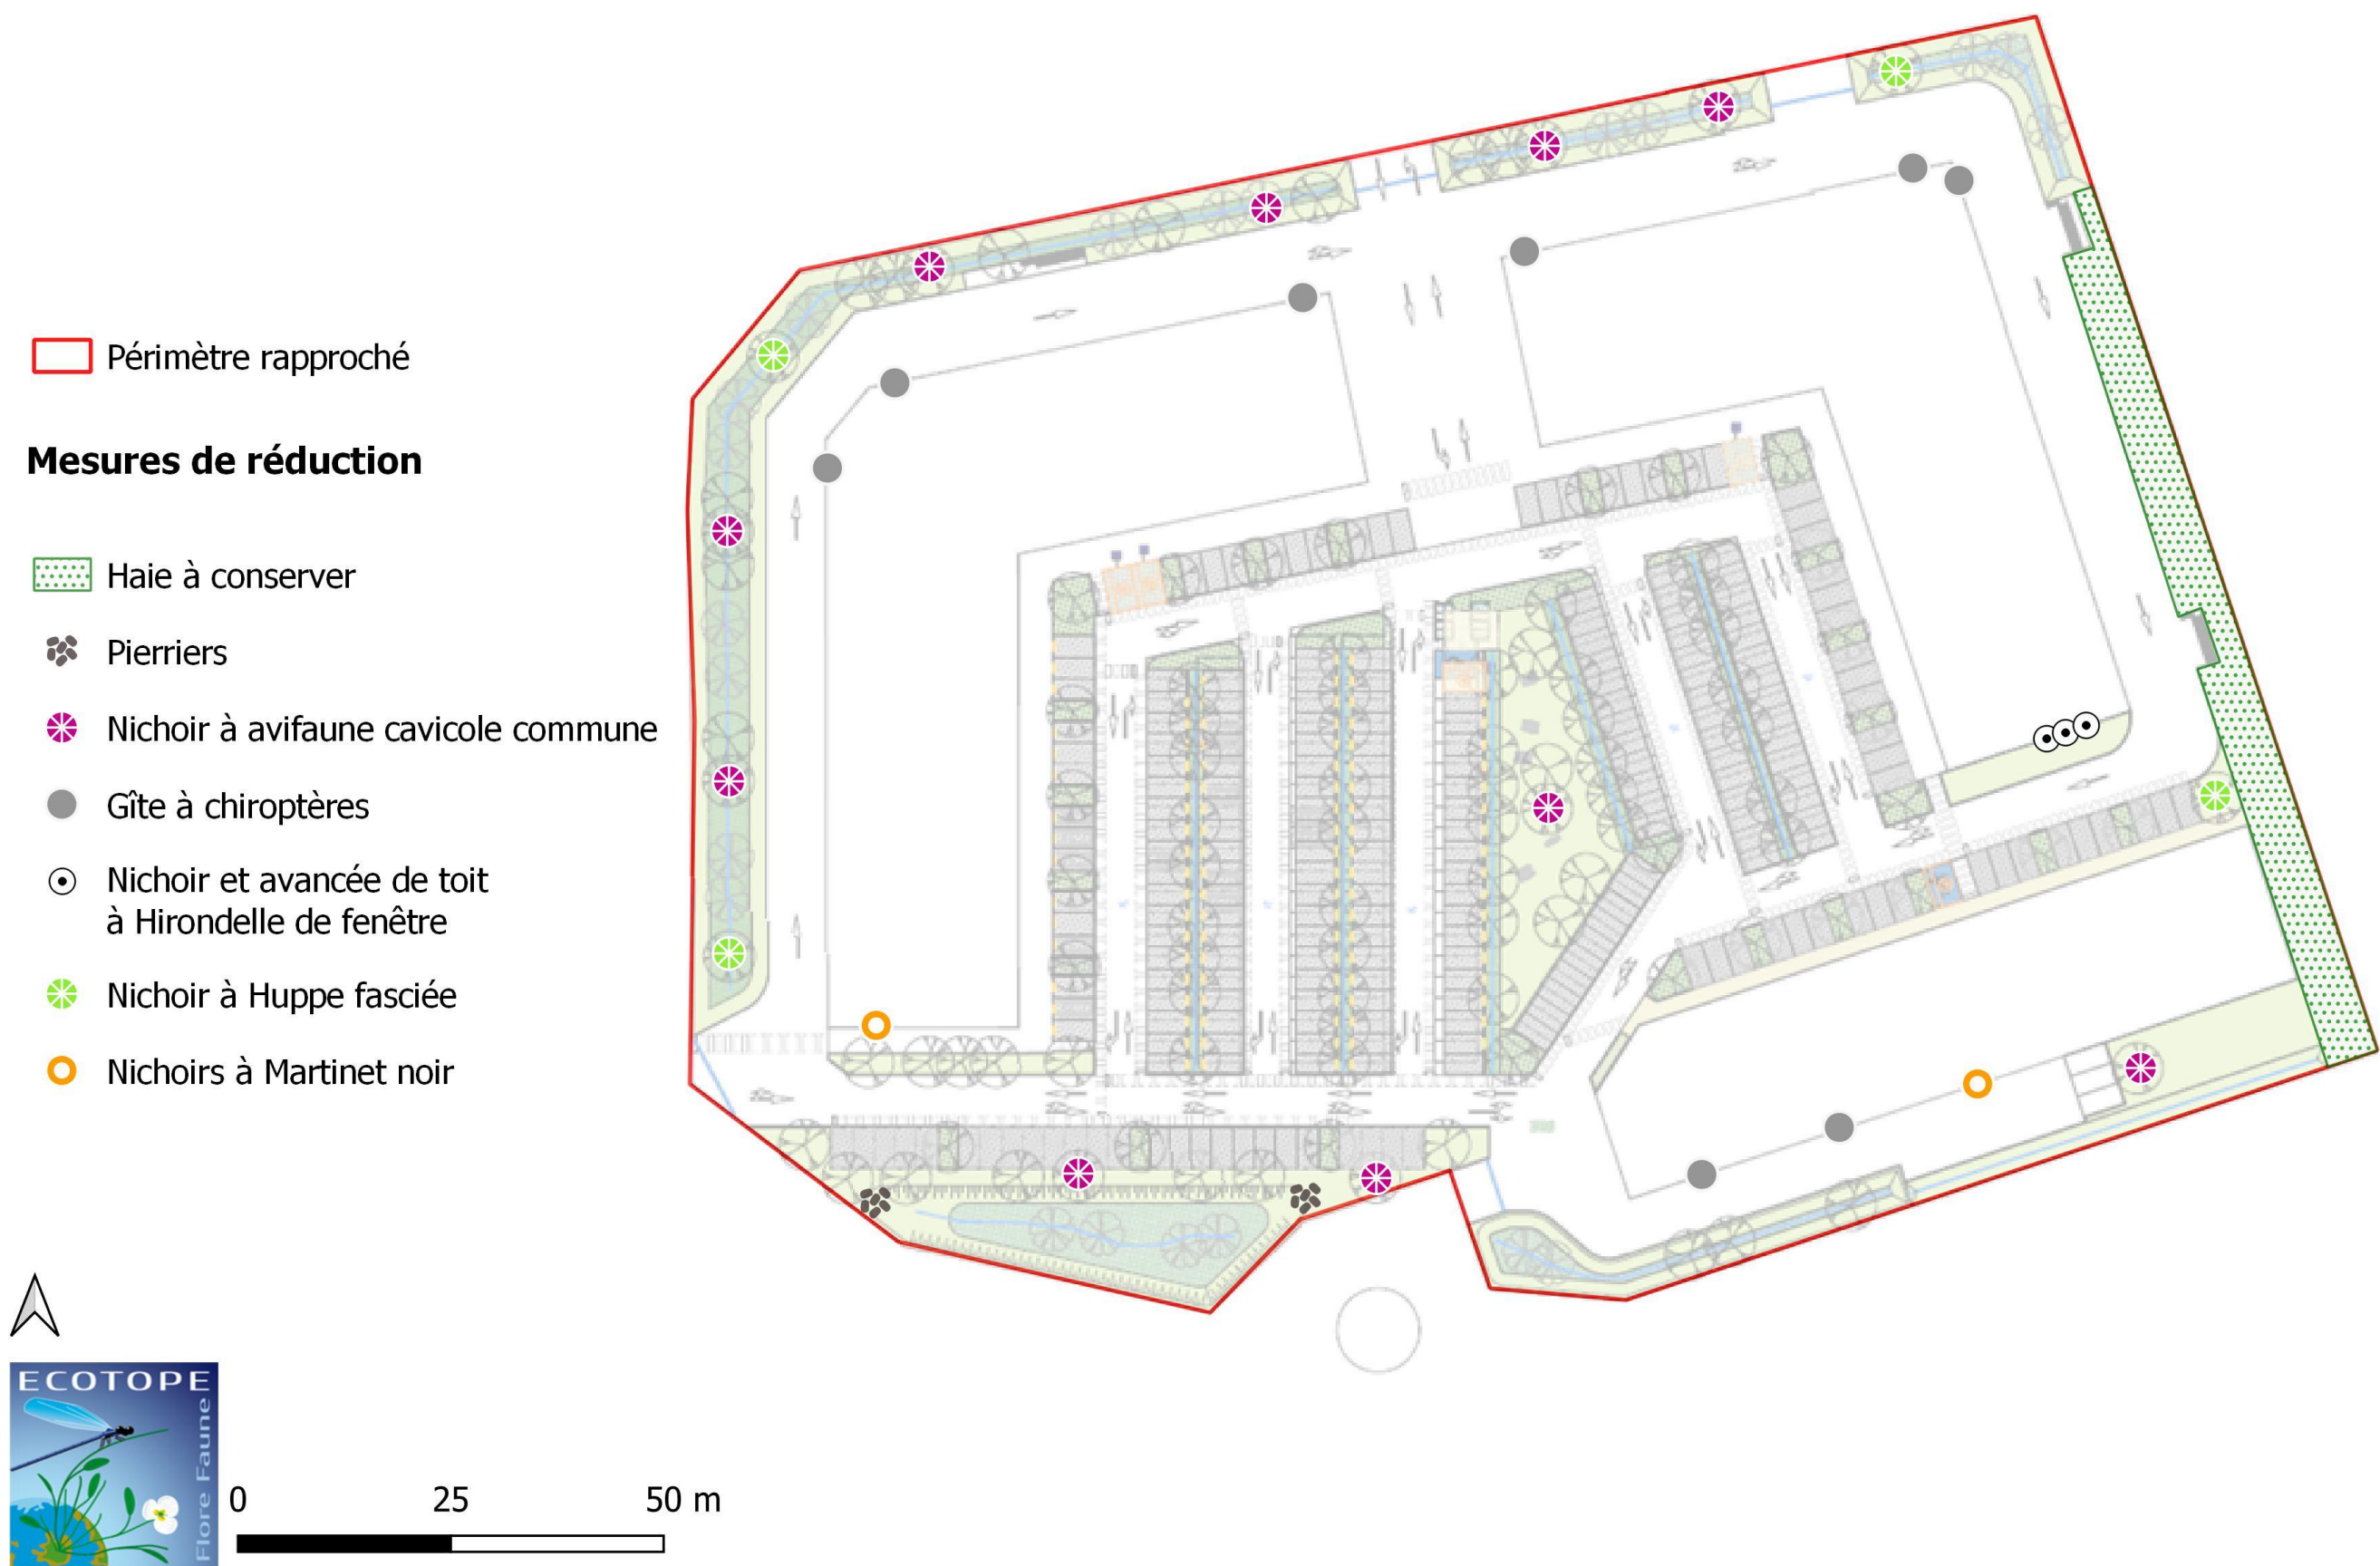 Périmètre rapproché
Mesures de réduction
Haie à conserver
Pierriers
Nichoir à avifaune cavicole commune
Gîte à chiroptères
Nichoir et avancée de toit
à Hirondelle de fenêtre
Nichoir à Huppe fasciée
Nichoirs à Martinet noir
ECOTOPE
Flore Faune
0 25 50 m